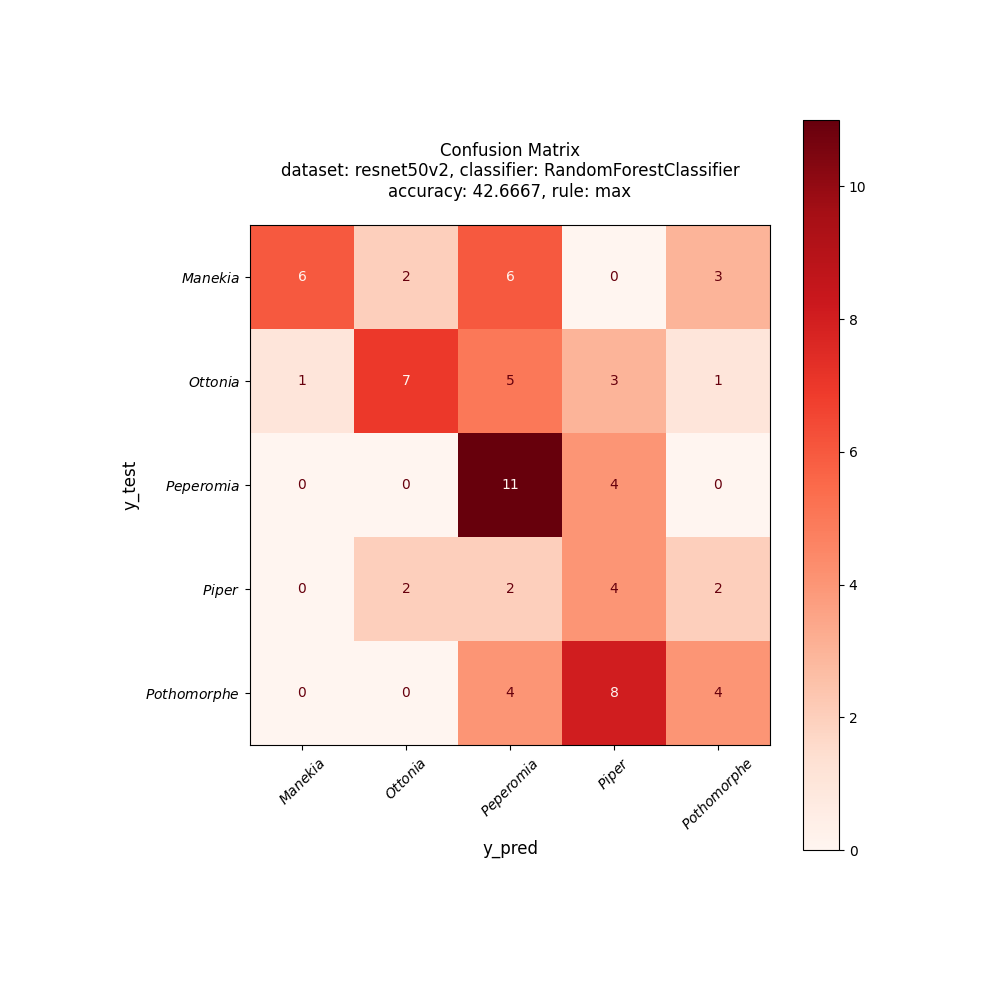 Confusion Matrix
dataset: resnet50v2, classifier: RandomForestClassifier
accuracy: 42.6667, rule: max
Manekia 6 2 6 0 3
Ottonia 1 7 5 3 1
Peperomia 0 0 11 4 0
Piper 0 2 2 4 2
Pothomorphe 0 0 4 8 4
y_test
Manekia Ottonia Peperomia Piper Pothomorphe
y_pred
10
8
6
4
2
0